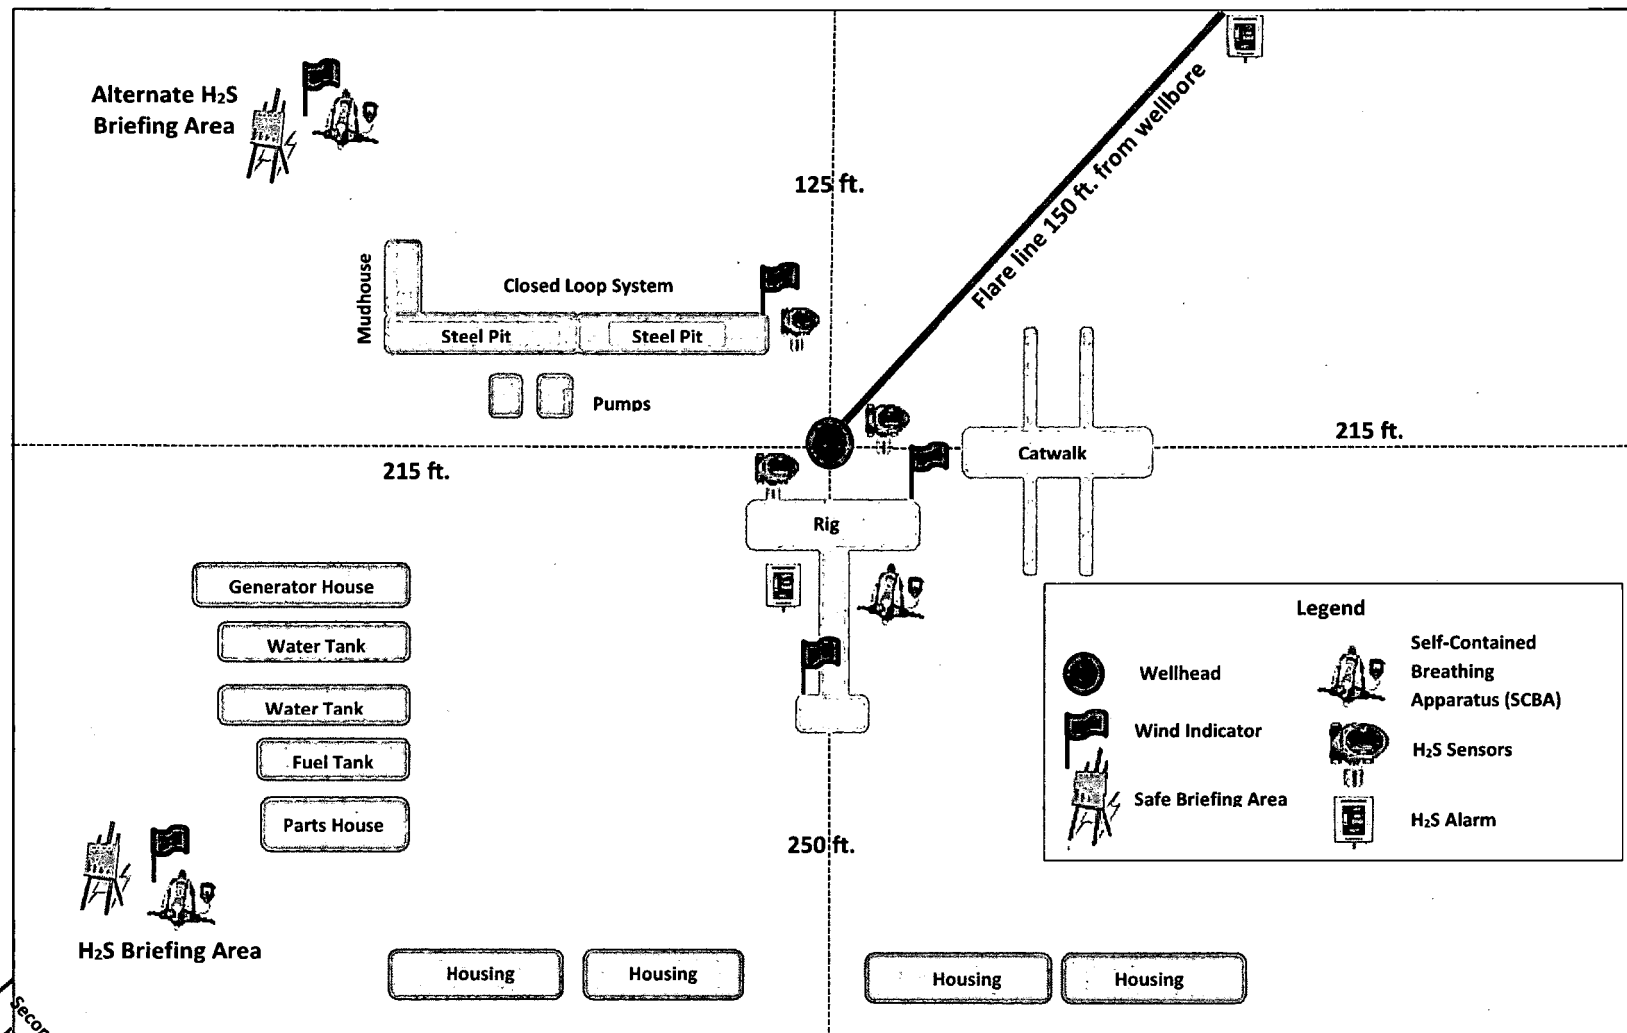 Alternate H₂S
Briefing Area
125 ft.
Flare line 150 ft. from wellbore
Mudhouse
Closed Loop System
Steel Pit
Steel Pit
Pumps
215 ft.
215 ft.
Catwalk
Rig
Generator House
Water Tank
Water Tank
Fuel Tank
Parts House
250 ft.
H₂S Briefing Area
Housing
Housing
Housing
Housing
Legend
Wellhead
Wind Indicator
Safe Briefing Area
Self-Contained
Breathing
Apparatus (SCBA)
H₂S Sensors
H₂S Alarm